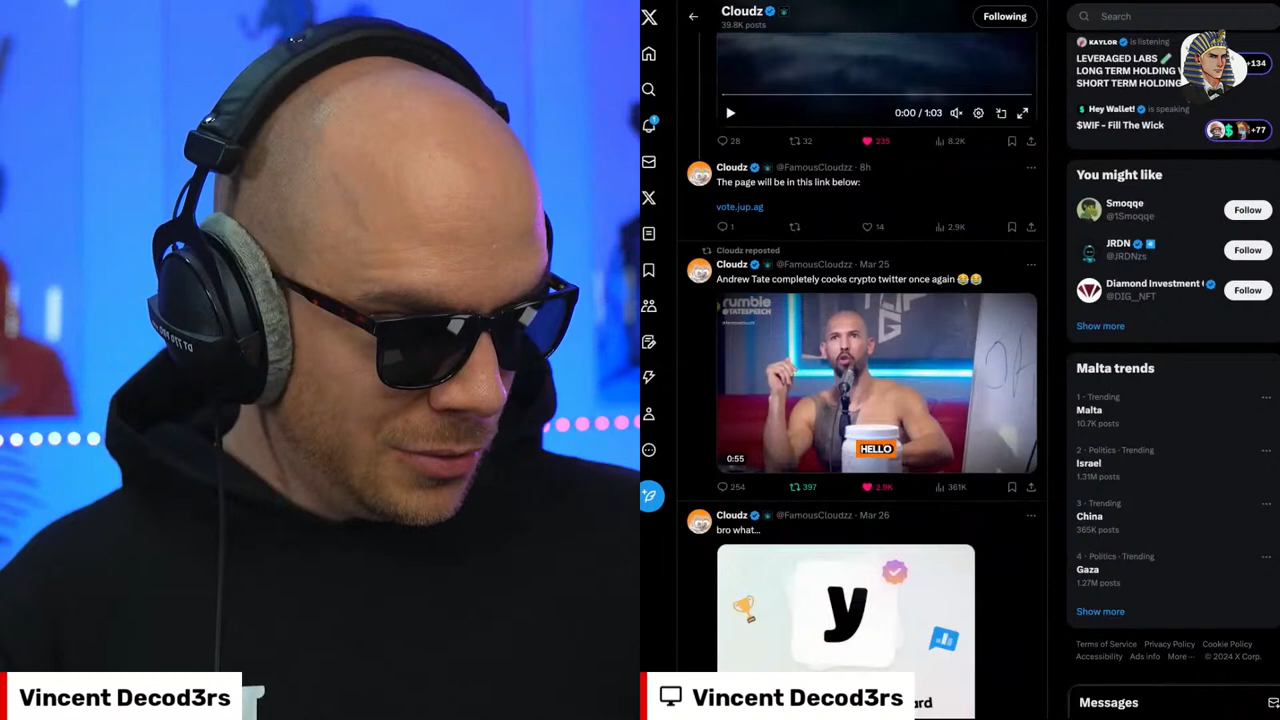 DT 770 PRO
Vincent Decod3rs
Cloudz
39.8K posts
Following
0:00 / 1:03
28
32
235
8.2K
Cloudz @FamousCloudzz · 8h
The page will be in this link below:
vote.jup.ag
1
14
2.9K
Cloudz reposted
Cloudz @FamousCloudzz · Mar 25
Andrew Tate completely cooks crypto twitter once again 😂😂
rumble
@TATESPEECH
HELLO
0:55
254
397
2.9K
361K
Cloudz @FamousCloudzz · Mar 26
bro what...
y
Vincent Decod3rs
ard
Search
KAYLOR is listening
LEVERAGED LABS
LONG TERM HOLDING
SHORT TERM HOLDING
+134
Hey Wallet! is speaking
$WIF - Fill The Wick
+77
You might like
Smoqqe
@1Smoqqe
Follow
JRDN
@JRDNzs
Follow
Diamond Investment
@DIG_NFT
Follow
Show more
Malta trends
1 · Trending
Malta
10.7K posts
2 · Politics · Trending
Israel
1.31M posts
3 · Trending
China
365K posts
4 · Politics · Trending
Gaza
1.27M posts
Show more
Terms of Service Privacy Policy Cookie Policy
Accessibility Ads info More ··· © 2024 X Corp.
Messages